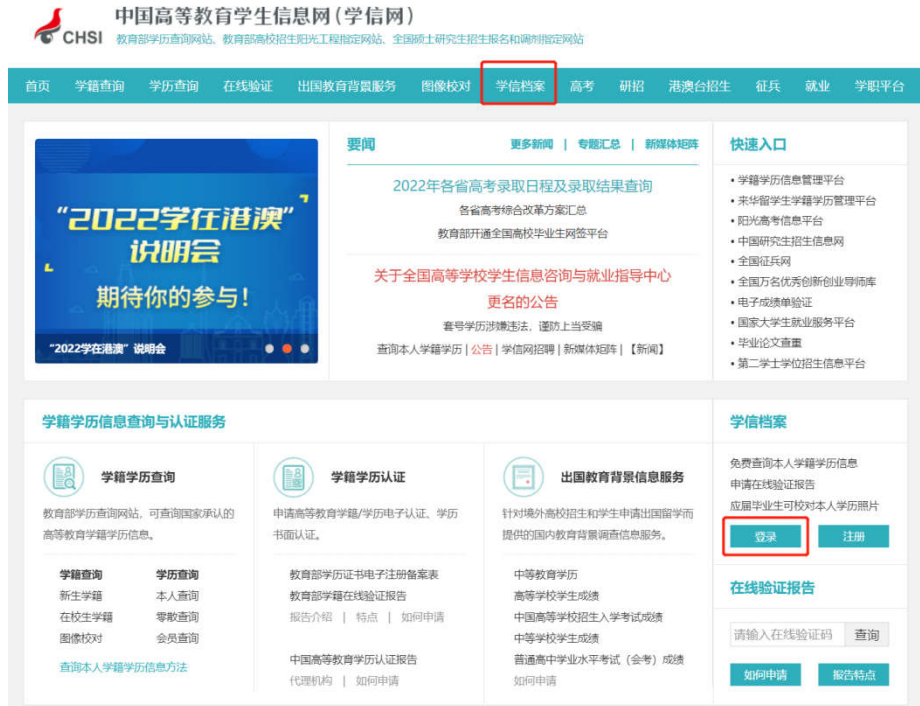 中国高等教育学生信息网(学信网)
CHSI 教育部学历查询网站、教育部高校招生阳光工程指定网站、全国硕士研究生招生报名和调剂指定网站
首页 学籍查询 学历查询 在线验证 出国教育背景服务 图像校对 学信档案 高考 研招 港澳台招生 征兵 就业 学职平台
“2022学在港澳”
说明会
期待你的参与!
“2022学在港澳”说明会
要闻 更多新闻 | 专题汇总 | 新媒体矩阵
2022年各省高考录取日程及录取结果查询
各省高考综合改革方案汇总
教育部开通全国高校毕业生网签平台
关于全国高等学校学生信息咨询与就业指导中心
更名的公告
套号学历涉嫌违法、谨防上当受骗
查询本人学籍学历 | 公告 | 学信网招聘 | 新媒体矩阵 | 【新闻】
快速入口
• 学籍学历信息管理平台
• 来华留学生学籍学历管理平台
• 阳光高考信息平台
• 中国研究生招生信息网
• 全国征兵网
• 全国万名优秀创新创业导师库
• 电子成绩单验证
• 国家大学生就业服务平台
• 毕业论文查重
• 第二学士学位招生信息平台
学籍学历信息查询与认证服务
学籍学历查询
教育部学历查询网站,可查询国家承认的
高等教育学籍学历信息。
学籍查询 学历查询
新生学籍 本人查询
在校生学籍 零散查询
图像校对 会员查询
查询本人学籍学历信息方法
学籍学历认证
申请高等教育学籍/学历电子认证、学历
书面认证。
教育部学历证书电子注册备案表
教育部学籍在线验证报告
报告介绍 | 特点 | 如何申请
中国高等教育学历认证报告
代理机构 | 如何申请
出国教育背景信息服务
针对境外高校招生和学生申请出国留学而
提供的国内教育背景调查信息服务。
中等教育学历
高等学校学生成绩
中国高等学校招生入学考试成绩
中等学校学生成绩
普通高中学业水平考试(会考)成绩
如何申请
学信档案
免费查询本人学籍学历信息
申请在线验证报告
应届毕业生可校对本人学历照片
登录 注册
在线验证报告
请输入在线验证码 查询
如何申请 报告特点